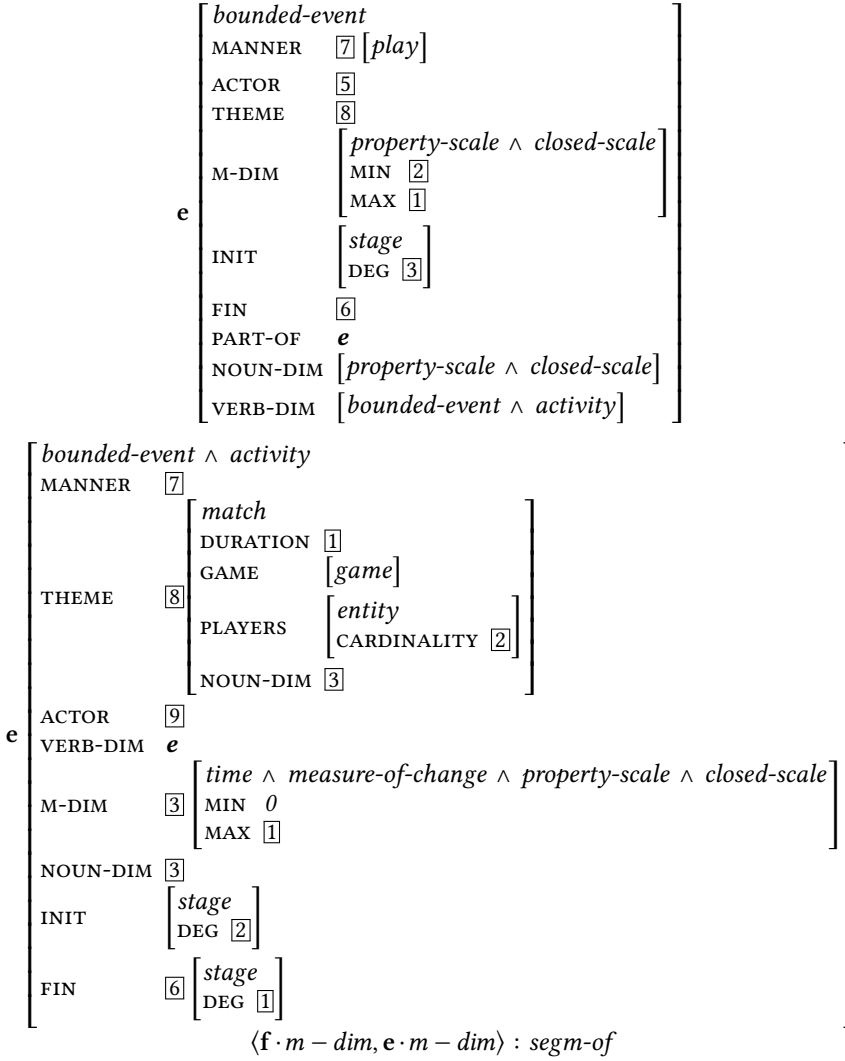 bounded-event
MANNER 7 [play]
ACTOR 5
THEME 8
property-scale ∧ closed-scale
M-DIM MIN 2
MAX 1
e
stage
INIT DEG 3
FIN 6
PART-OF e
NOUN-DIM [property-scale ∧ closed-scale]
VERB-DIM [bounded-event ∧ activity]
bounded-event ∧ activity
MANNER 7
match
DURATION 1
GAME [game]
THEME 8
entity
PLAYERS CARDINALITY 2
NOUN-DIM 3
ACTOR 9
e VERB-DIM e
time ∧ measure-of-change ∧ property-scale ∧ closed-scale
M-DIM 3 MIN 0
MAX 1
NOUN-DIM 3
stage
INIT DEG 2
stage
FIN 6 DEG 1
⟨f · m − dim, e · m − dim⟩ : segm-of